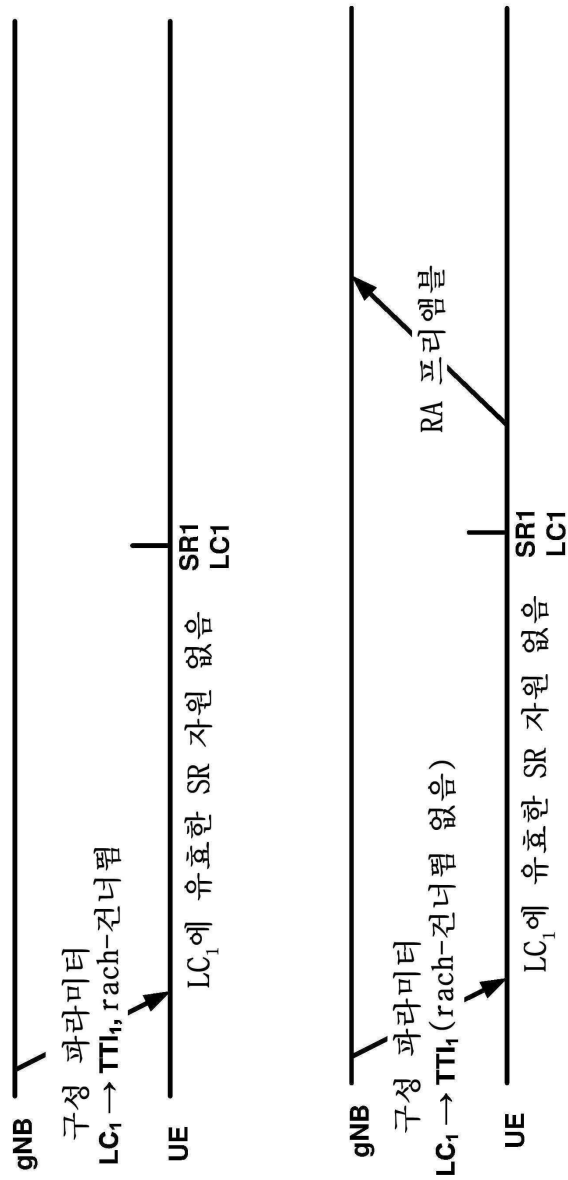 gNB
구성 파라미터
LC₁ → TTI₁, rach-건너뜀
UE
LC₁에 유효한 SR 자원 없음
SR1
LC1
gNB
구성 파라미터
LC₁ → TTI₁ (rach-건너뜀 없음)
UE
LC₁에 유효한 SR 자원 없음
SR1
LC1
RA 프리앰블